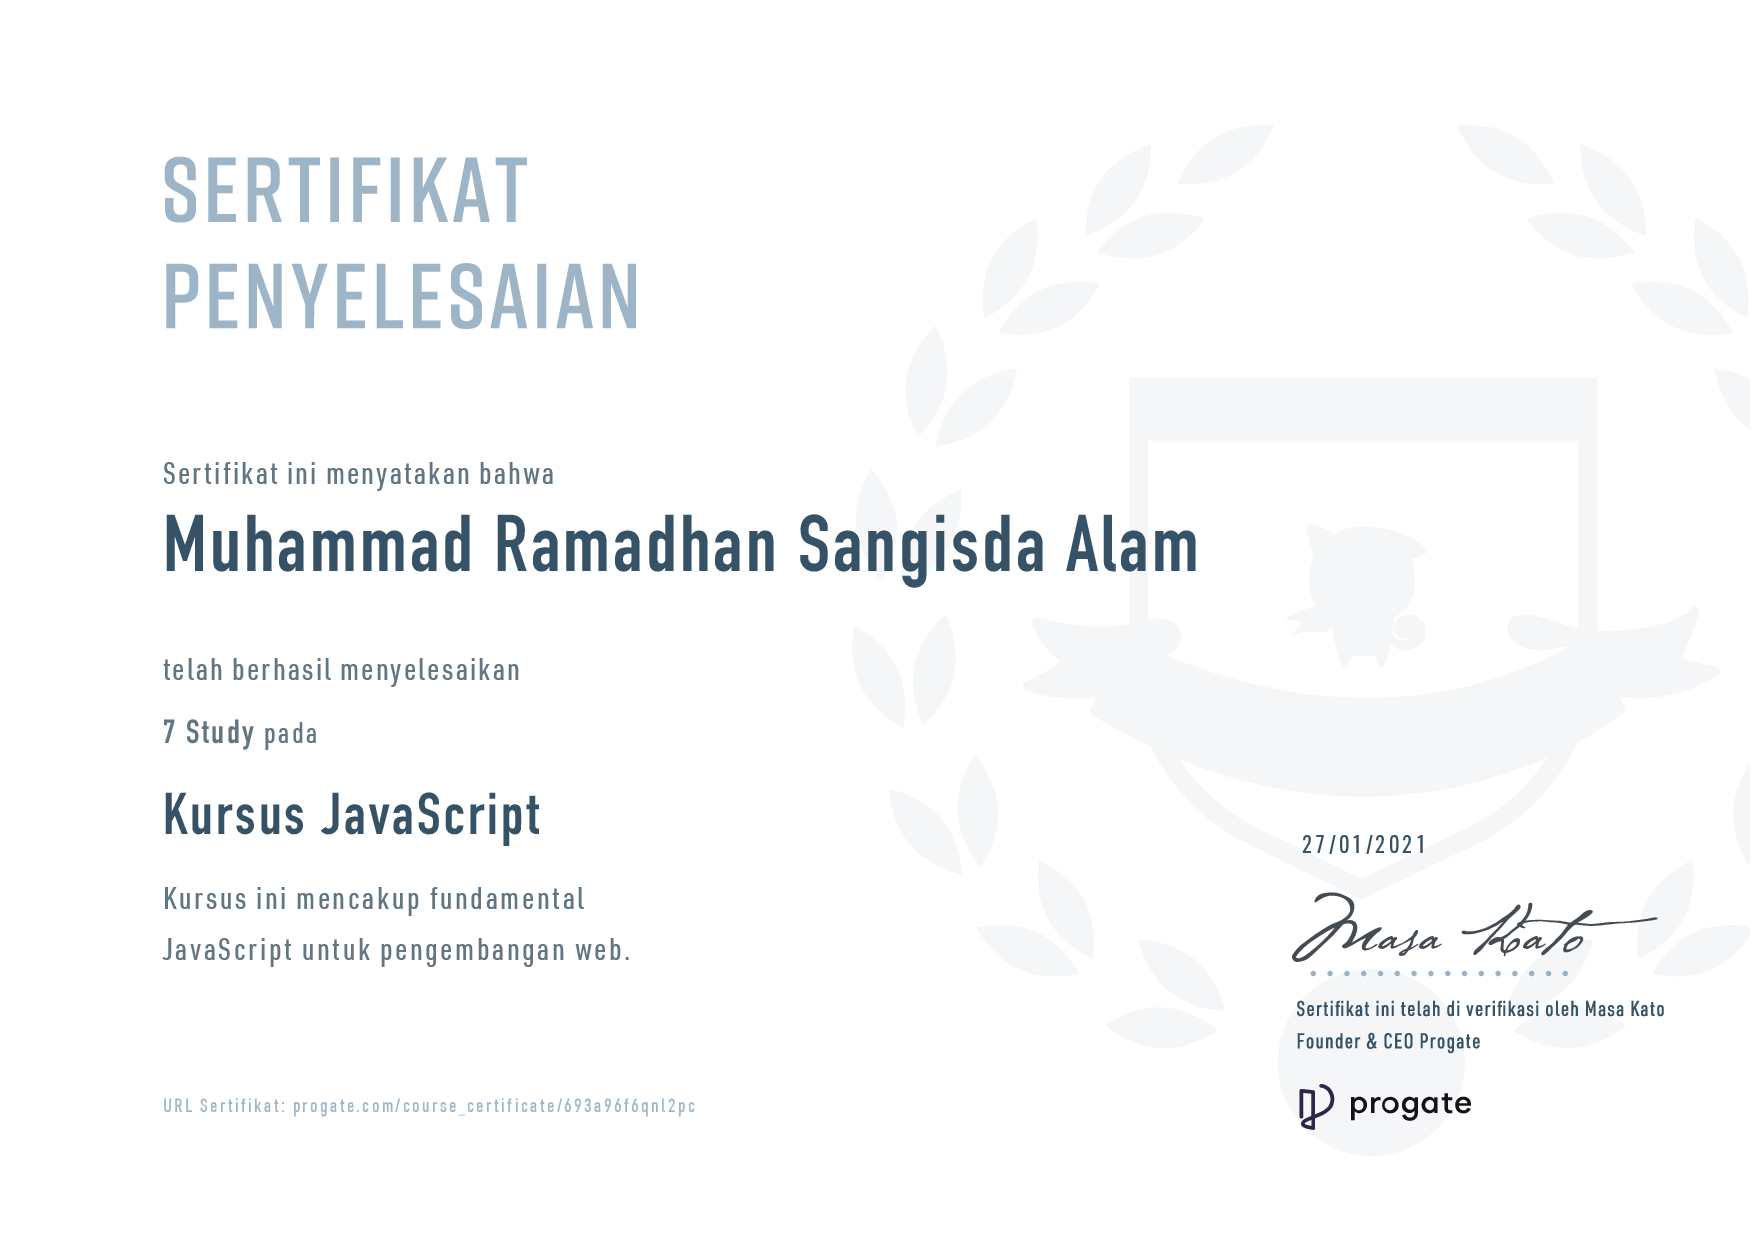 SERTIFIKAT
PENYELESAIAN
Sertifikat ini menyatakan bahwa
Muhammad Ramadhan Sangisda Alam
telah berhasil menyelesaikan
7 Study pada
Kursus JavaScript
Kursus ini mencakup fundamental
JavaScript untuk pengembangan web.
27/01/2021
Masa Kato
Sertifikat ini telah di verifikasi oleh Masa Kato
Founder & CEO Progate
URL Sertifikat: progate.com/course_certificate/693a96f6qnl2pc
progate